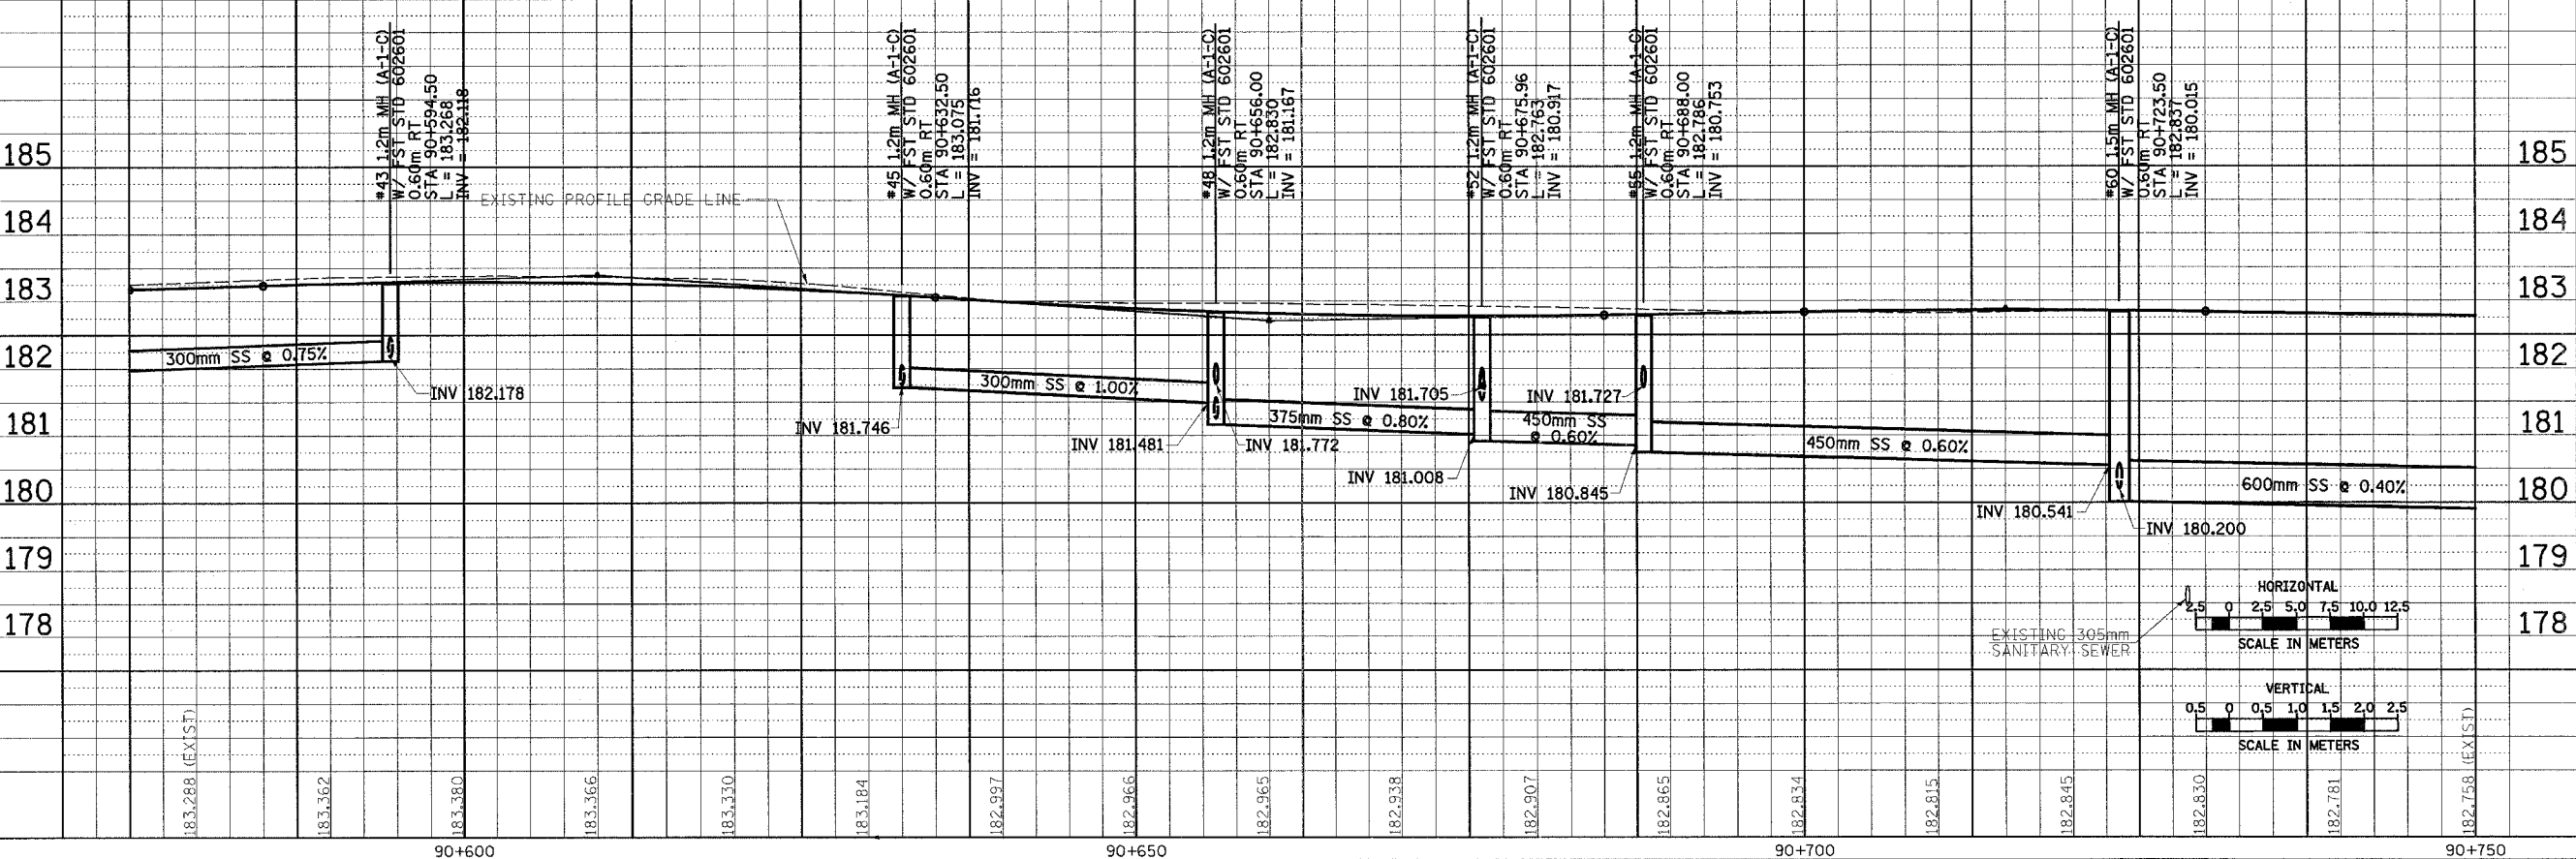 #43 1.2m MH (A-1-C)
W/ FST STD 602601
0.60m RT
STA 90+594.50
L = 183.268
INV = 182.118
#45 1.2m MH (A-1-C)
W/ FST STD 602601
0.60m RT
STA 90+632.50
L = 183.075
INV = 181.716
#48 1.2m MH (A-1-C)
W/ FST STD 602601
0.60m RT
STA 90+656.00
L = 182.830
INV = 181.167
#52 1.2m MH (A-1-C)
W/ FST STD 602601
0.60m RT
STA 90+675.96
L = 182.763
INV = 180.917
#55 1.2m MH (A-1-C)
W/ FST STD 602601
0.60m RT
STA 90+688.00
L = 182.786
INV = 180.753
#60 1.5m MH (A-1-C)
W/ FST STD 602601
0.60m RT
STA 90+723.50
L = 182.837
INV = 180.015
185
185
EXISTING PROFILE GRADE LINE
184
184
183
183
182
182
300mm SS @ 0.75%
INV 182.178
300mm SS @ 1.00%
INV 181.705
INV 181.727
181
181
INV 181.746
375mm SS @ 0.80%
450mm SS
@ 0.60%
INV 181.481
INV 181.772
450mm SS @ 0.60%
INV 181.008
INV 180.845
180
180
600mm SS @ 0.40%
INV 180.541
INV 180.200
179
179
HORIZONTAL
2.5 0 2.5 5.0 7.5 10.0 12.5
SCALE IN METERS
178
178
EXISTING 305mm
SANITARY SEWER
VERTICAL
0.5 0 0.5 1.0 1.5 2.0 2.5
SCALE IN METERS
183.288 (EXIST)
183.362
183.380
183.366
183.330
183.184
182.997
182.966
182.965
182.938
182.907
182.865
182.834
182.815
182.845
182.830
182.781
182.758 (EXIST)
90+600
90+650
90+700
90+750